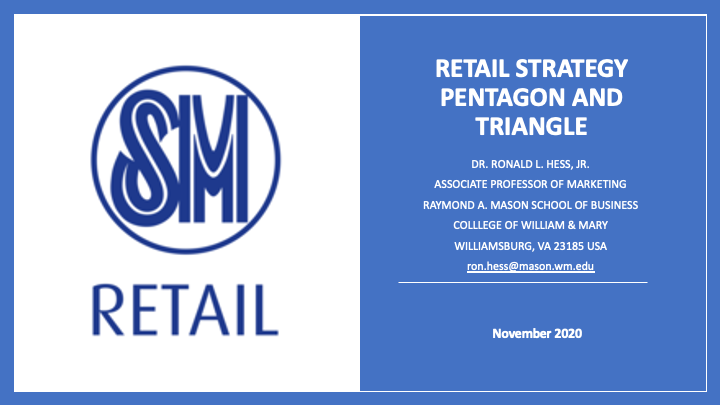 SM
RETAIL
RETAIL STRATEGY
PENTAGON AND
TRIANGLE
DR. RONALD L. HESS, JR.
ASSOCIATE PROFESSOR OF MARKETING
RAYMOND A. MASON SCHOOL OF BUSINESS
COLLLEGE OF WILLIAM & MARY
WILLIAMSBURG, VA 23185 USA
ron.hess@mason.wm.edu
November 2020